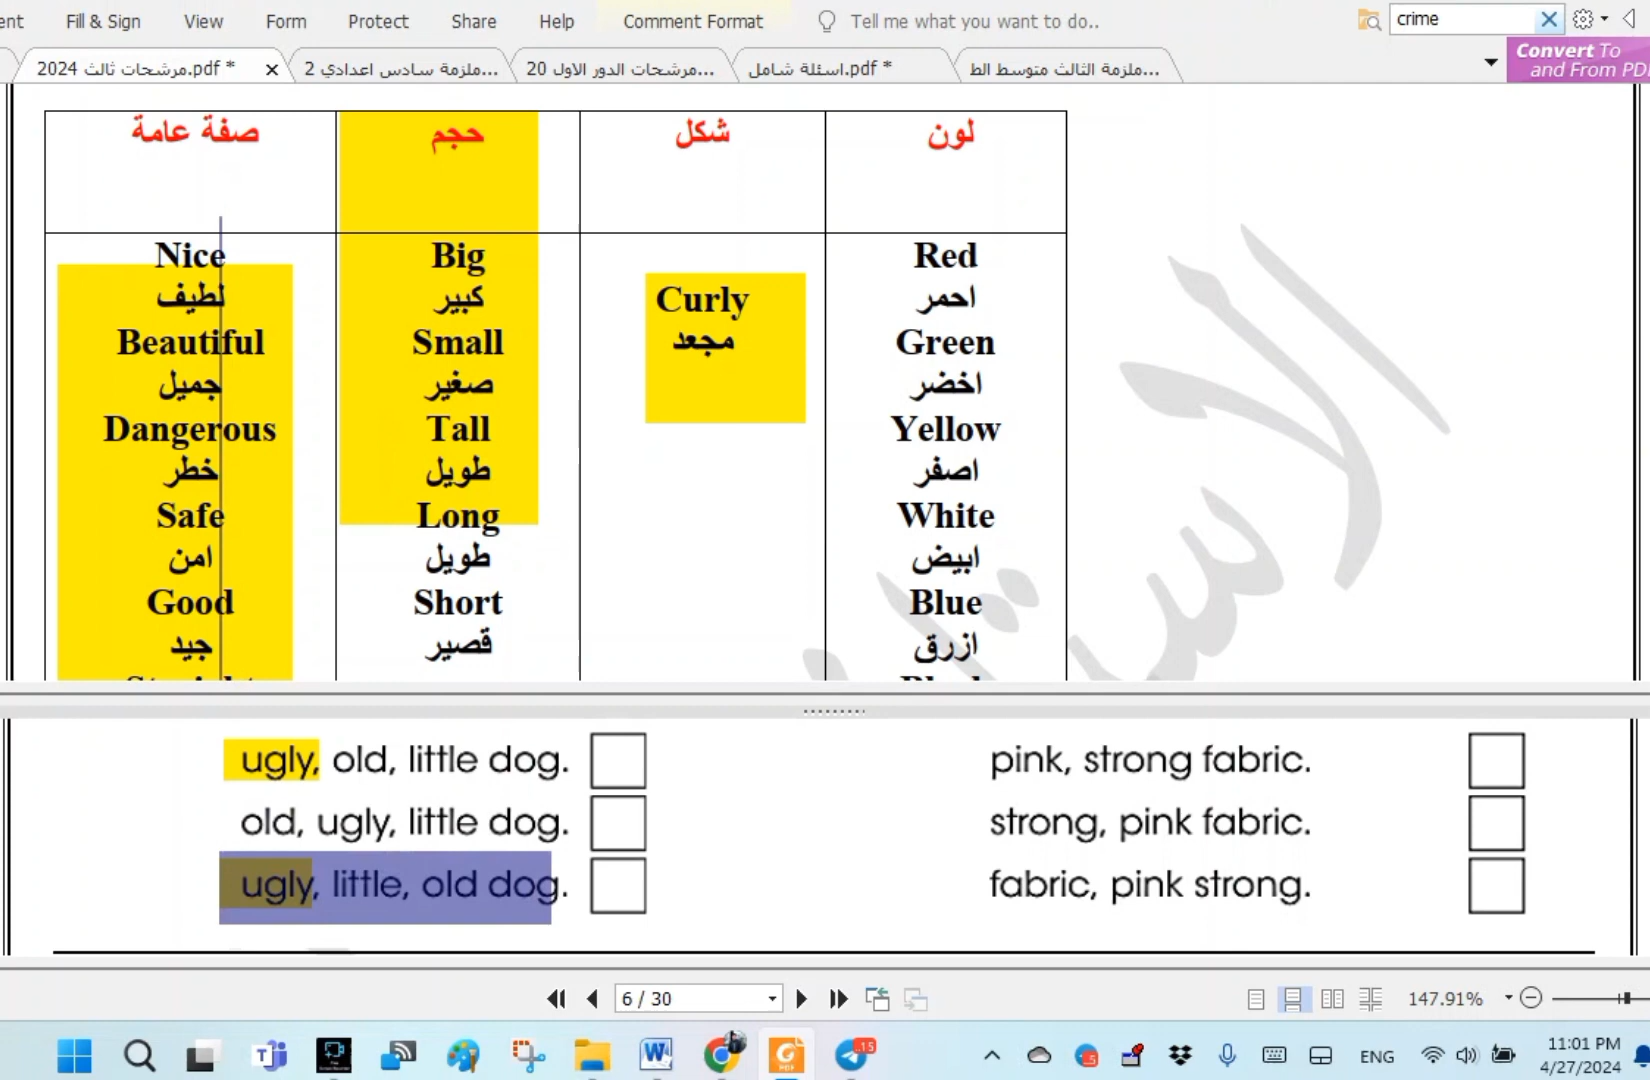 ent Fill & Sign View Form Protect Share Help Comment Format Tell me what you want to do.. crime
مرشحات ثالث 2024.pdf * ملزمة سادس اعدادي 2... مرشحات الدور الاول 20... اسئلة شامل.pdf * ملزمة الثالث متوسط الط...
Convert To
and From PDF
صفة عامة حجم شكل لون
Nice Big Red
لطيف كبير Curly احمر
Beautiful Small مجعد Green
جميل صغير اخضر
Dangerous Tall Yellow
خطر طويل اصفر
Safe Long White
امن طويل ابيض
Good Short Blue
جيد قصير ازرق
ugly, old, little dog. pink, strong fabric.
old, ugly, little dog. strong, pink fabric.
ugly, little, old dog. fabric, pink strong.
6 / 30 147.91%
ENG 11:01 PM
4/27/2024